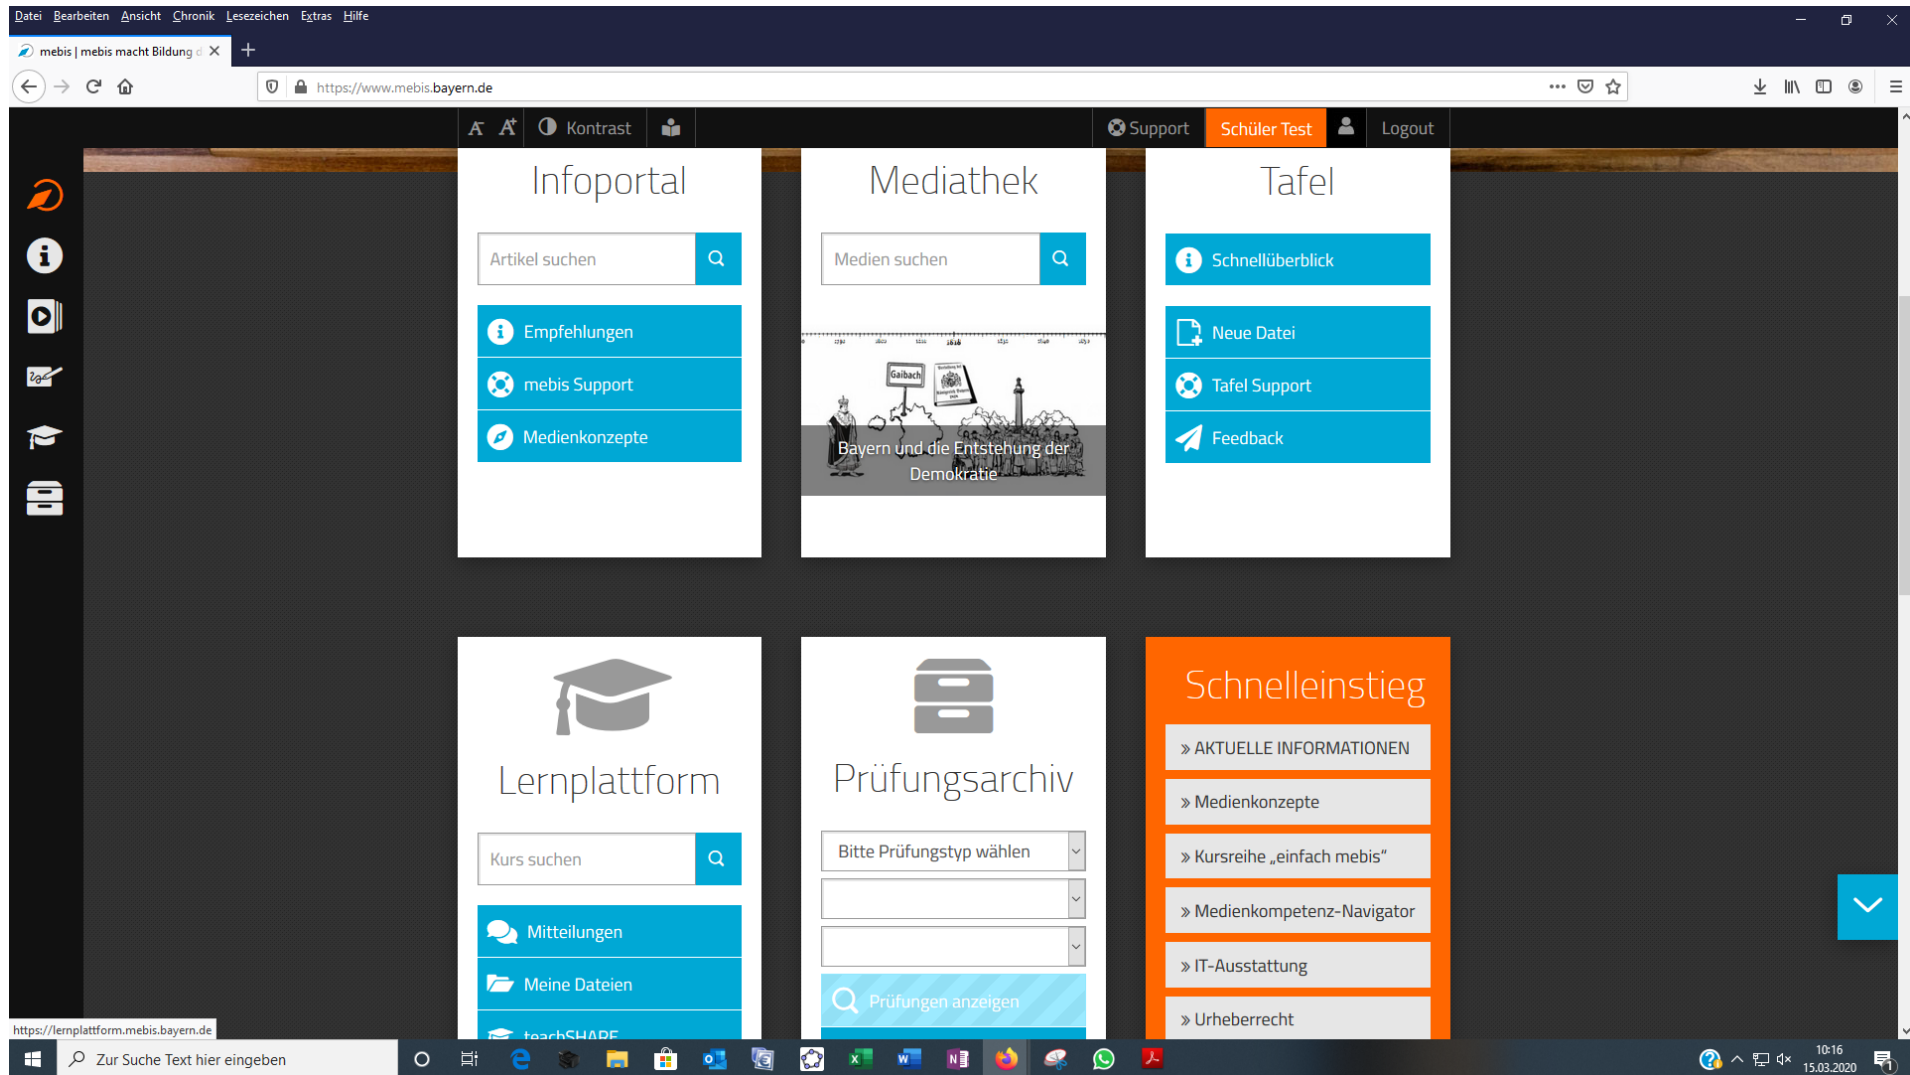 Datei Bearbeiten Ansicht Chronik Lesezeichen Extras Hilfe
mebis | mebis macht Bildung d
https://www.mebis.bayern.de
A- A+ Kontrast Support Schüler Test Logout
Infoportal
Artikel suchen
Empfehlungen
mebis Support
Medienkonzepte
Mediathek
Medien suchen
1818
Gaibach
Bayern und die Entstehung der
Demokratie
Tafel
Schnellüberblick
Neue Datei
Tafel Support
Feedback
Lernplattform
Kurs suchen
Mitteilungen
Meine Dateien
teachSHARE
Prüfungsarchiv
Bitte Prüfungstyp wählen
Prüfungen anzeigen
Schnelleinstieg
» AKTUELLE INFORMATIONEN
» Medienkonzepte
» Kursreihe „einfach mebis“
» Medienkompetenz-Navigator
» IT-Ausstattung
» Urheberrecht
https://lernplattform.mebis.bayern.de
Zur Suche Text hier eingeben
10:16
15.03.2020